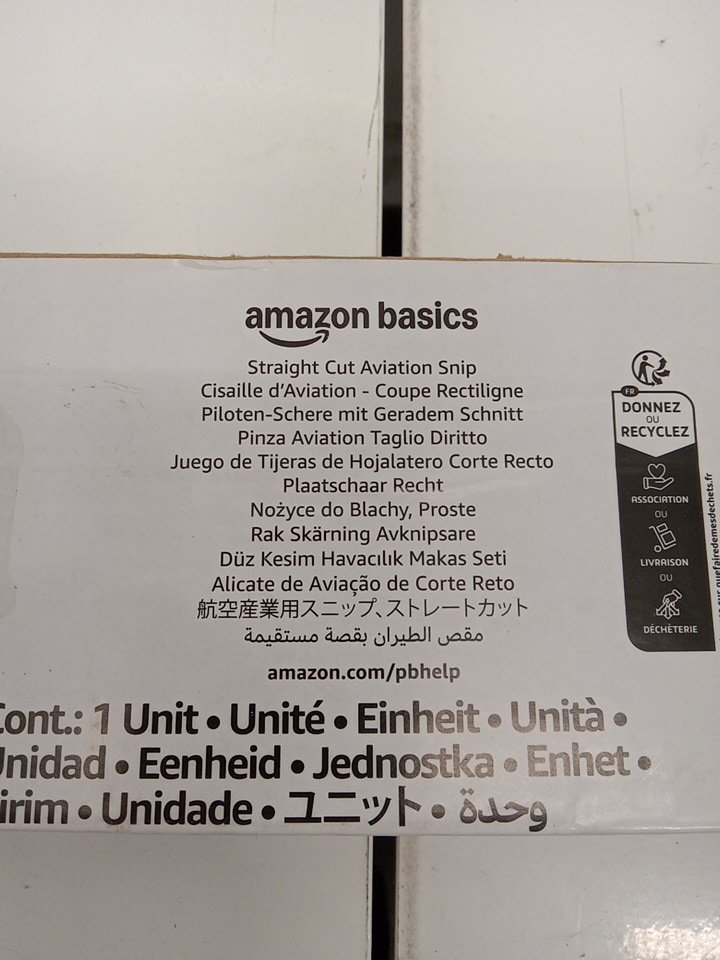 amazon basics
Straight Cut Aviation Snip
Cisaille d'Aviation - Coupe Rectiligne
Piloten-Schere mit Geradem Schnitt
Pinza Aviation Taglio Diritto
Juego de Tijeras de Hojalatero Corte Recto
Plaatschaar Recht
Nożyce do Blachy, Proste
Rak Skärning Avknipsare
Düz Kesim Havacılık Makas Seti
Alicate de Aviação de Corte Reto
航空産業用スニップ、ストレートカット
مقص الطيران بقصة مستقيمة
amazon.com/pbhelp
Cont.: 1 Unit • Unité • Einheit • Unità •
Unidad • Eenheid • Jednostka • Enhet •
irim • Unidade • ユニット • وحدة
FR
DONNEZ
OU
RECYCLEZ
ASSOCIATION
OU
LIVRAISON
OU
DÉCHÈTERIE
quefairedemesdechets.fr